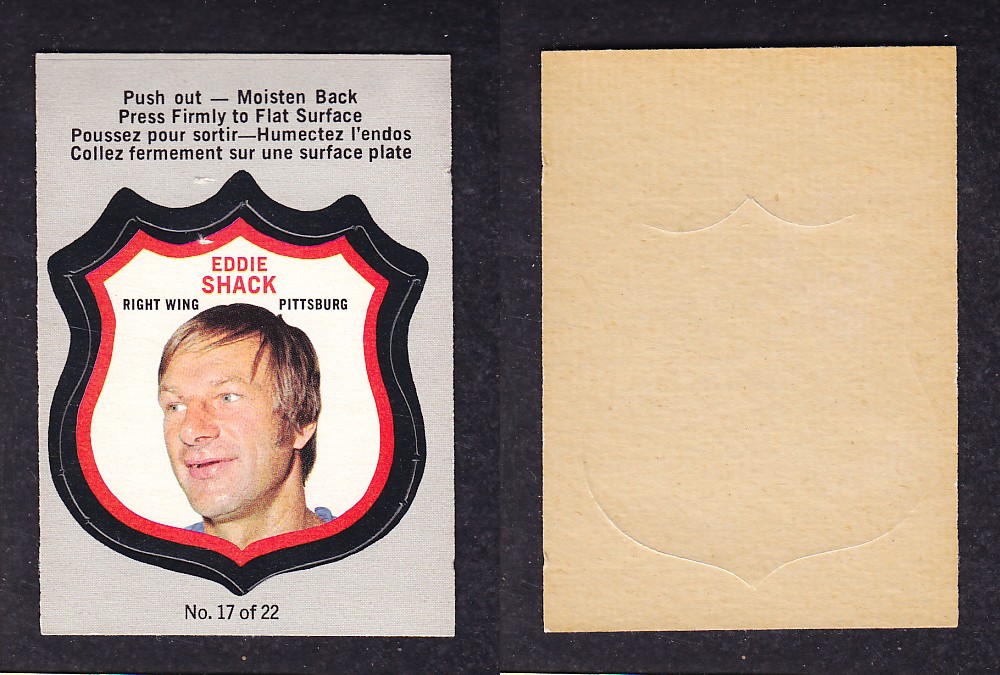 Push out — Moisten Back
Press Firmly to Flat Surface
Poussez pour sortir—Humectez l'endos
Collez fermement sur une surface plate
EDDIE
SHACK
RIGHT WING PITTSBURG
No. 17 of 22